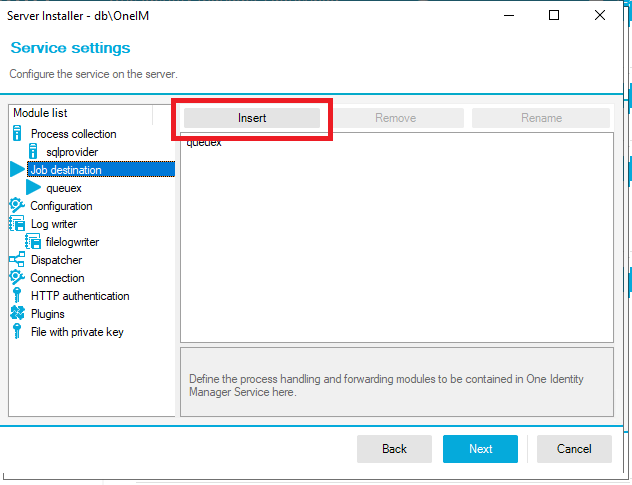 Server Installer - db\OneIM
Service settings
Configure the service on the server.
Module list
Process collection
sqlprovider
Job destination
queuex
Configuration
Log writer
filelogwriter
Dispatcher
Connection
HTTP authentication
Plugins
File with private key
Insert
Remove
Rename
queuex
Define the process handling and forwarding modules to be contained in One Identity
Manager Service here.
Back
Next
Cancel